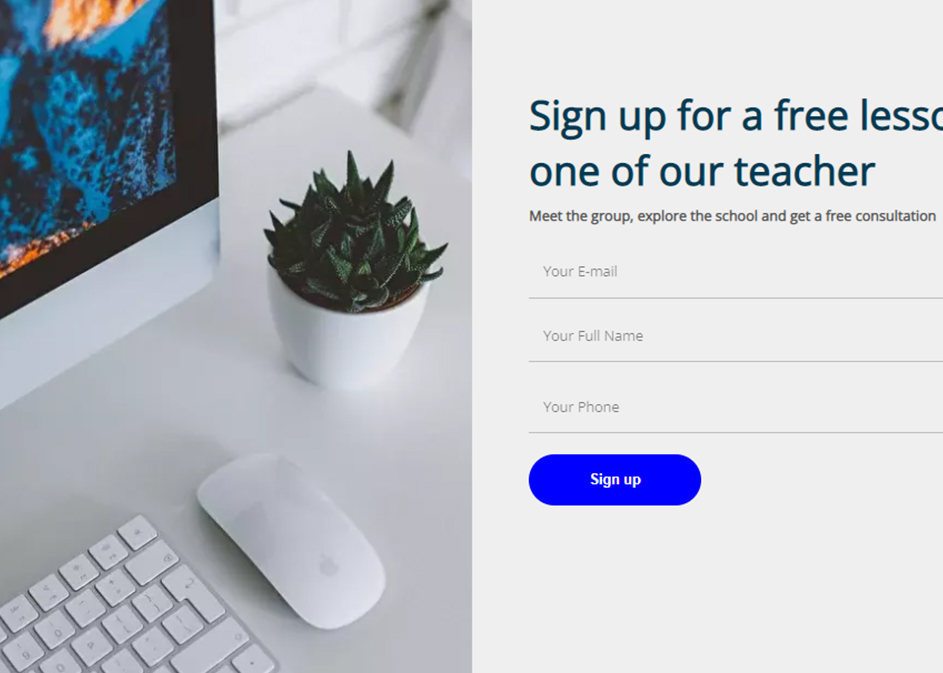 Sign up for a free lesso
one of our teacher
Meet the group, explore the school and get a free consultation
Your E-mail
Your Full Name
Your Phone
Sign up